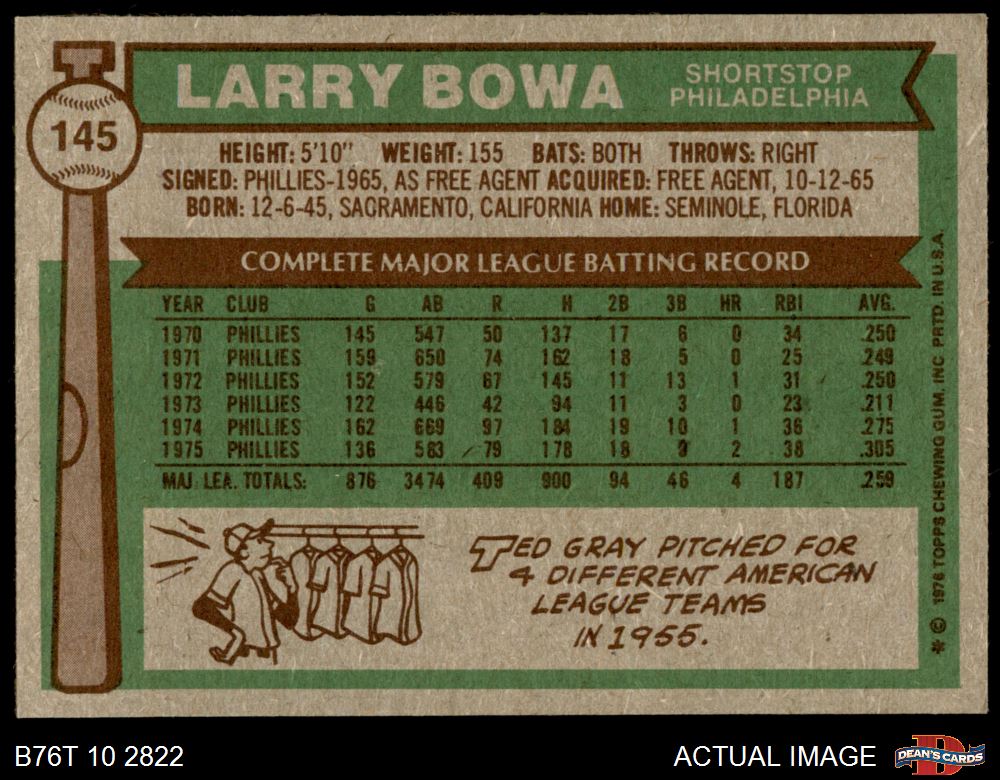 145
LARRY BOWA
SHORTSTOP
PHILADELPHIA
HEIGHT: 5'10" WEIGHT: 155 BATS: BOTH THROWS: RIGHT
SIGNED: PHILLIES-1965, AS FREE AGENT ACQUIRED: FREE AGENT, 10-12-65
BORN: 12-6-45, SACRAMENTO, CALIFORNIA HOME: SEMINOLE, FLORIDA
COMPLETE MAJOR LEAGUE BATTING RECORD
YEAR CLUB G AB R H 2B 3B HR RBI AVG.
1970 PHILLIES 145 547 50 137 17 6 0 34 .250
1971 PHILLIES 159 650 74 162 18 5 0 25 .249
1972 PHILLIES 152 579 67 145 11 13 1 31 .250
1973 PHILLIES 122 446 42 94 11 3 0 23 .211
1974 PHILLIES 162 669 97 184 19 10 1 36 .275
1975 PHILLIES 136 583 79 178 18 9 2 38 .305
MAJ. LEA. TOTALS: 876 3474 409 900 94 46 4 187 .259
TED GRAY PITCHED FOR
4 DIFFERENT AMERICAN
LEAGUE TEAMS
IN 1955.
* © 1976 TOPPS CHEWING GUM, INC PRTD. IN U.S.A.
B76T 10 2822
ACTUAL IMAGE
D
DEAN'S CARDS